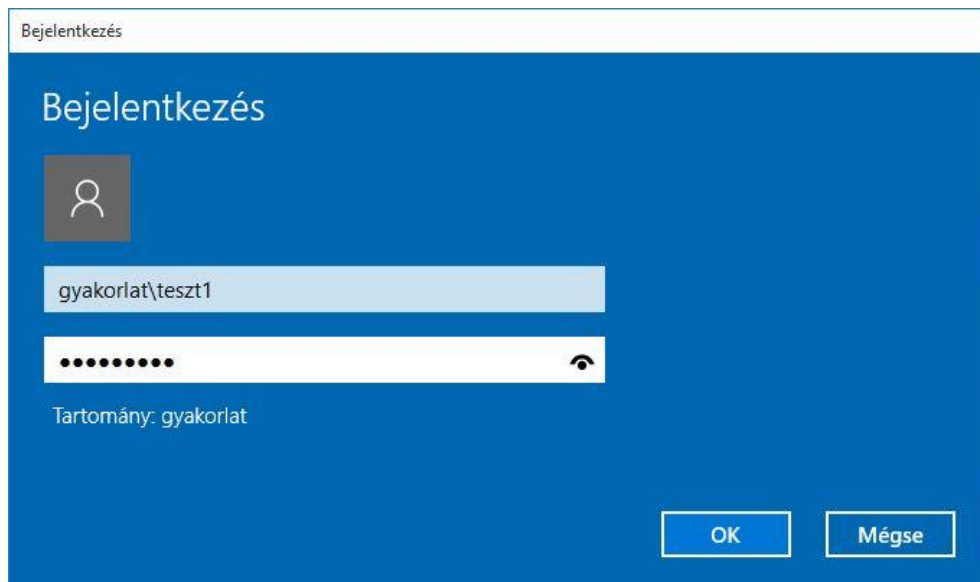 Bejelentkezés
Bejelentkezés
gyakorlat\teszt1
•••••••••
Tartomány: gyakorlat
OK
Mégse